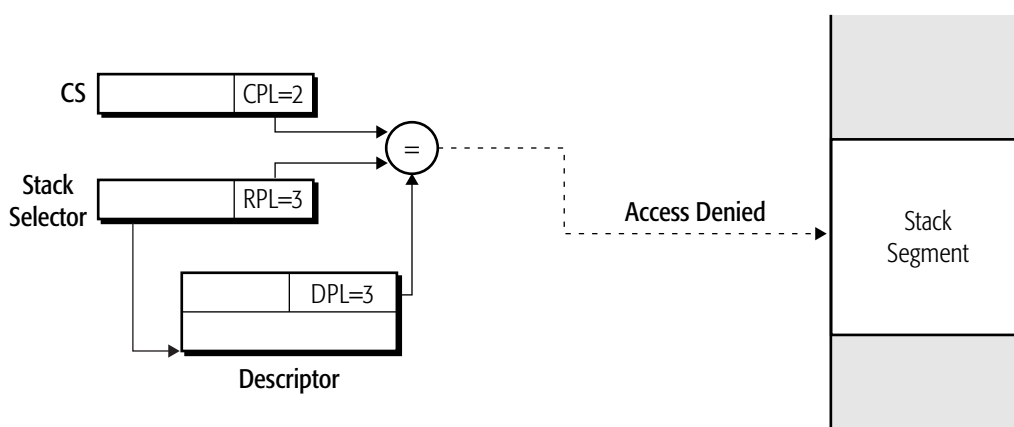 CS
CPL=2
=
Stack
Selector
RPL=3
Access Denied
Stack
Segment
DPL=3
Descriptor